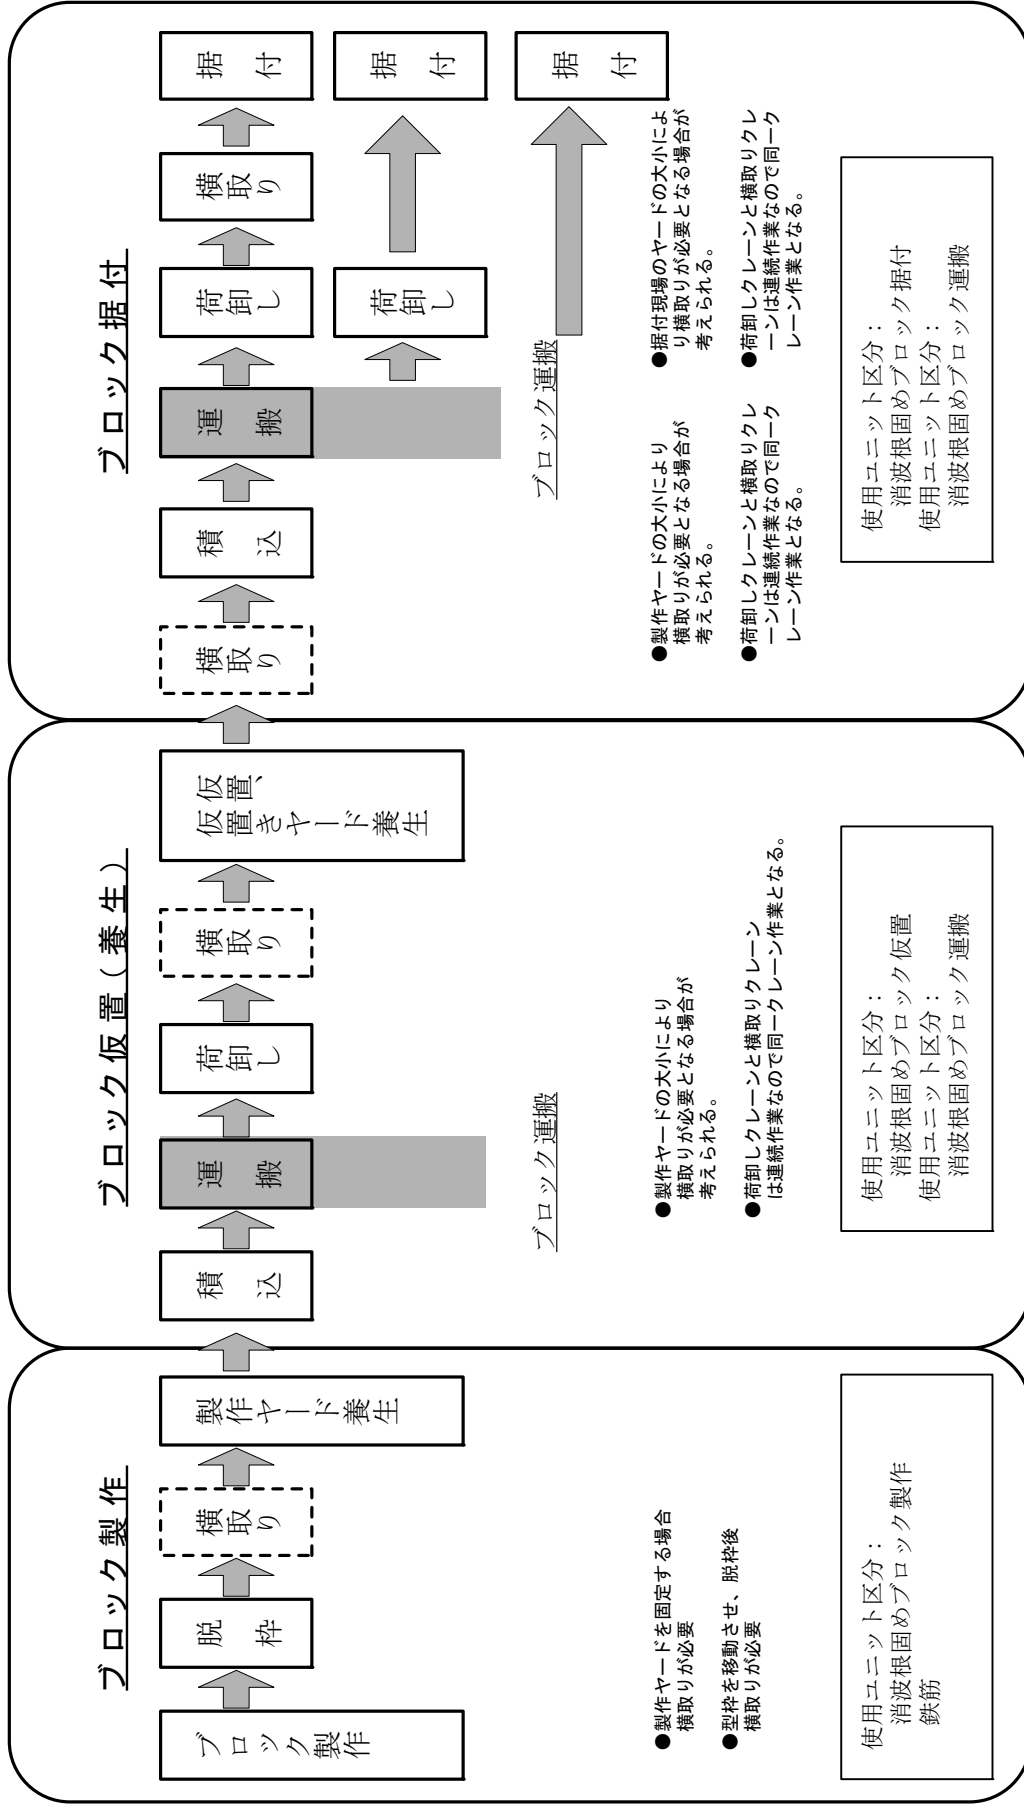 ブロック製作
ブロック製作
脱枠
横取り
製作ヤード養生
●製作ヤードを固定する場合
横取りが必要
●型枠を移動させ、脱枠後
横取りが必要
使用ユニット区分：
消波根固めブロック製作
鉄筋
ブロック仮置（養生）
積込
運搬
荷卸し
横取り
仮置、
仮置きヤード養生
ブロック運搬
●製作ヤードの大小により
横取りが必要となる場合が
考えられる。
●荷卸しクレーンと横取りクレーン
は連続作業なので同一クレーン作業となる。
使用ユニット区分：
消波根固めブロック仮置
使用ユニット区分：
消波根固めブロック運搬
ブロック据付
横取り
積込
運搬
荷卸し
横取り
据付
荷卸し
据付
据付
ブロック運搬
●製作ヤードの大小により
横取りが必要となる場合が
考えられる。
●荷卸しクレーンと横取りクレ
ーンは連続作業なので同一ク
レーン作業となる。
●据付現場のヤードの大小によ
り横取りが必要となる場合が
考えられる。
●荷卸しクレーンと横取りクレ
ーンは連続作業なので同一ク
レーン作業となる。
使用ユニット区分：
消波根固めブロック据付
使用ユニット区分：
消波根固めブロック運搬